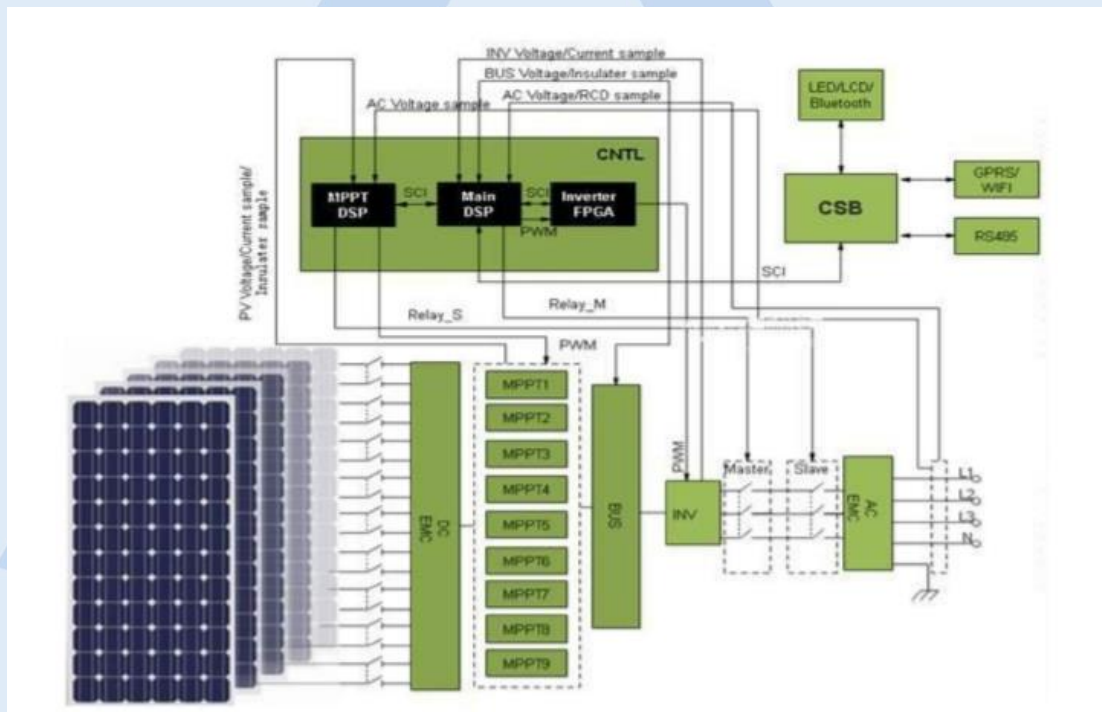 INV Voltage/Current sample
BUS Voltage/Insulater sample
AC Voltage sample
AC Voltage/RCD sample
LED/LCD/
Bluetooth
CNTL
MPPT
DSP
SCI
Main
DSP
SCI
PWM
Inverter
FPGA
CSB
GPRS/
WIFI
RS485
SCI
PV Voltage/Current sample/
Insulater sample
Relay_S
Relay_M
PWM
MPPT1
MPPT2
MPPT3
MPPT4
MPPT5
MPPT6
MPPT7
MPPT8
MPPT9
DC
EMC
BUS
PWM
INV
Master
Slave
AC
EMC
L1
L2
L3
N